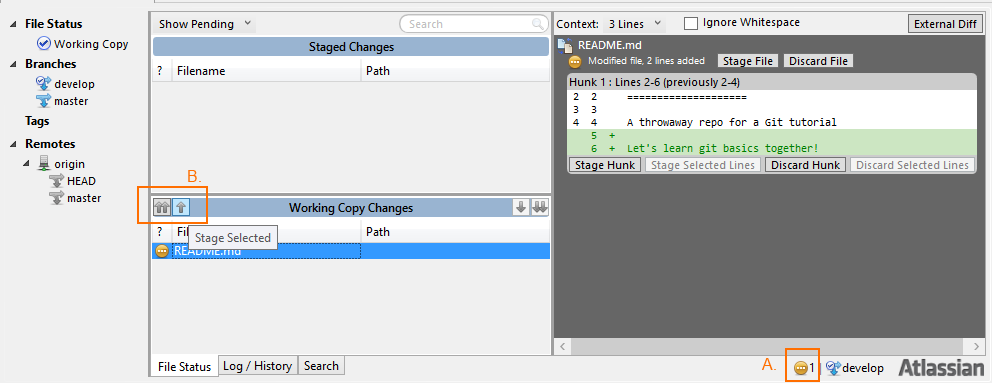 File Status
Working Copy
Branches
develop
master
Tags
Remotes
origin
HEAD
master
Show Pending
Search
Staged Changes
? Filename Path
B.
Working Copy Changes
? Fil Path
Stage Selected
README.md
File Status Log / History Search
Context: 3 Lines Ignore Whitespace External Diff
README.md
Modified file, 2 lines added Stage File Discard File
Hunk 1 : Lines 2-6 (previously 2-4)
2 2 ====================
3 3
4 4 A throwaway repo for a Git tutorial
5 +
6 + Let's learn git basics together!
Stage Hunk Stage Selected Lines Discard Hunk Discard Selected Lines
A. 1 develop Atlassian